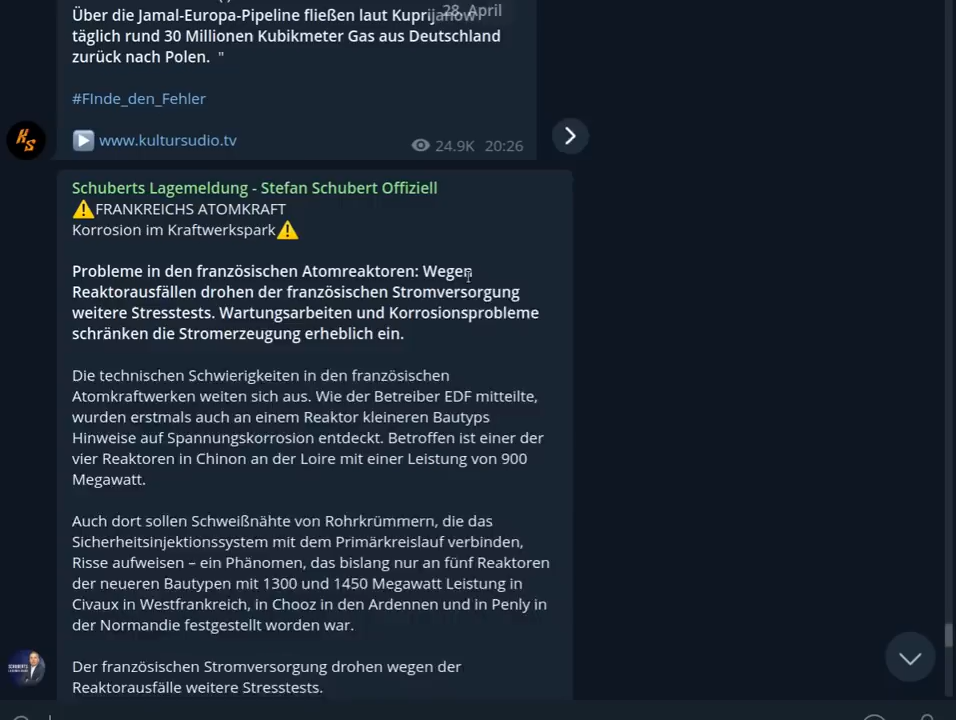 28. April
Über die Jamal-Europa-Pipeline fließen laut Kuprijanow
täglich rund 30 Millionen Kubikmeter Gas aus Deutschland
zurück nach Polen. "
#FInde_den_Fehler
www.kultursudio.tv
24.9K 20:26
KS
Schuberts Lagemeldung - Stefan Schubert Offiziell
⚠️FRANKREICHS ATOMKRAFT
Korrosion im Kraftwerkspark⚠️
Probleme in den französischen Atomreaktoren: Wegen
Reaktorausfällen drohen der französischen Stromversorgung
weitere Stresstests. Wartungsarbeiten und Korrosionsprobleme
schränken die Stromerzeugung erheblich ein.
Die technischen Schwierigkeiten in den französischen
Atomkraftwerken weiten sich aus. Wie der Betreiber EDF mitteilte,
wurden erstmals auch an einem Reaktor kleineren Bautyps
Hinweise auf Spannungskorrosion entdeckt. Betroffen ist einer der
vier Reaktoren in Chinon an der Loire mit einer Leistung von 900
Megawatt.
Auch dort sollen Schweißnähte von Rohrkrümmern, die das
Sicherheitsinjektionssystem mit dem Primärkreislauf verbinden,
Risse aufweisen – ein Phänomen, das bislang nur an fünf Reaktoren
der neueren Bautypen mit 1300 und 1450 Megawatt Leistung in
Civaux in Westfrankreich, in Chooz in den Ardennen und in Penly in
der Normandie festgestellt worden war.
Der französischen Stromversorgung drohen wegen der
Reaktorausfälle weitere Stresstests.